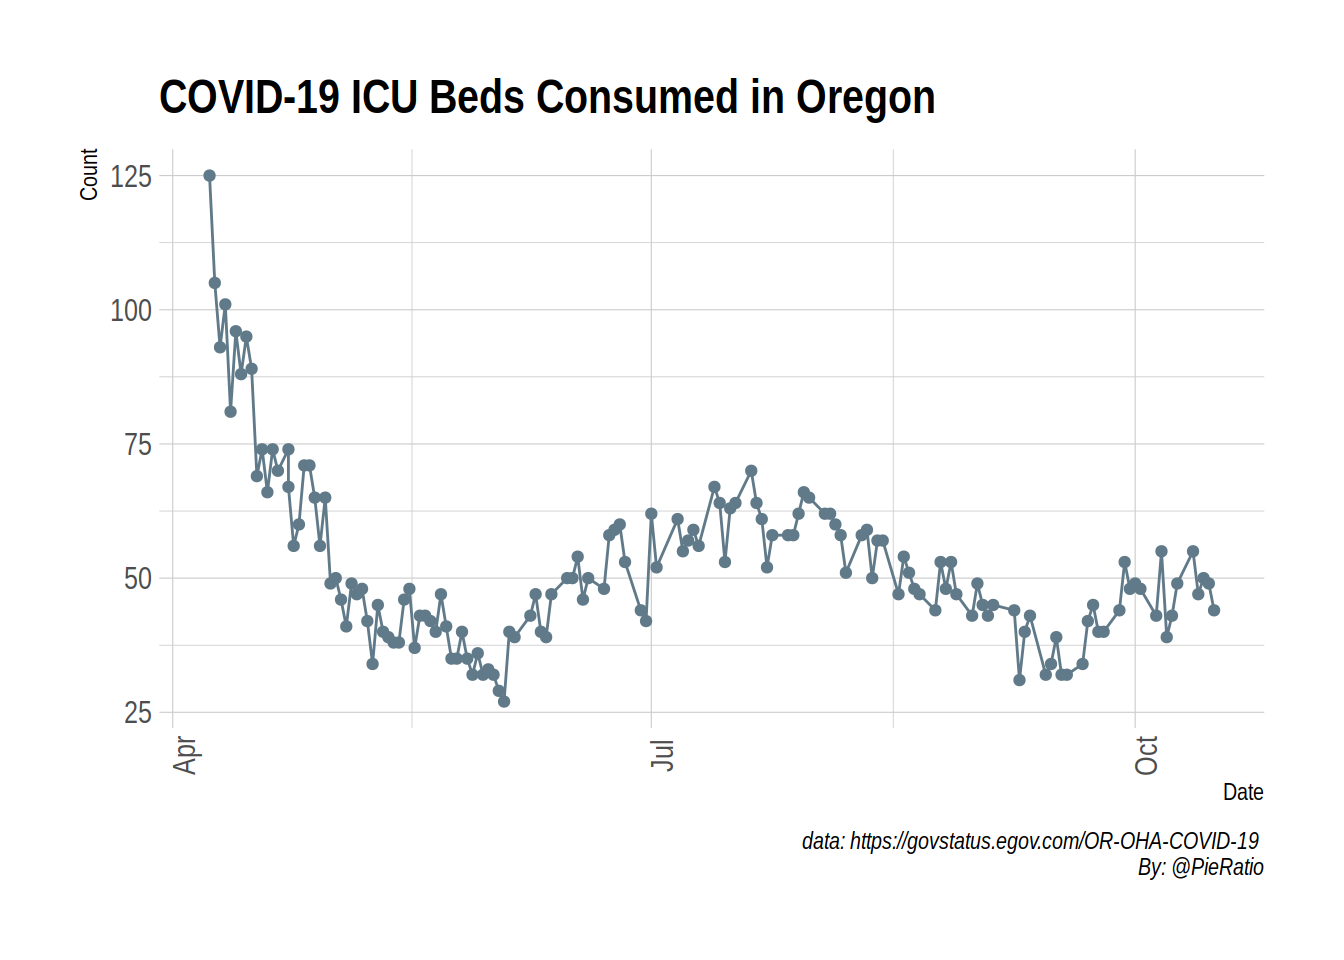 COVID-19 ICU Beds Consumed in Oregon
Count
125
100
75
50
25
Apr
Jul
Oct
Date
data: https://govstatus.egov.com/OR-OHA-COVID-19
By: @PieRatio